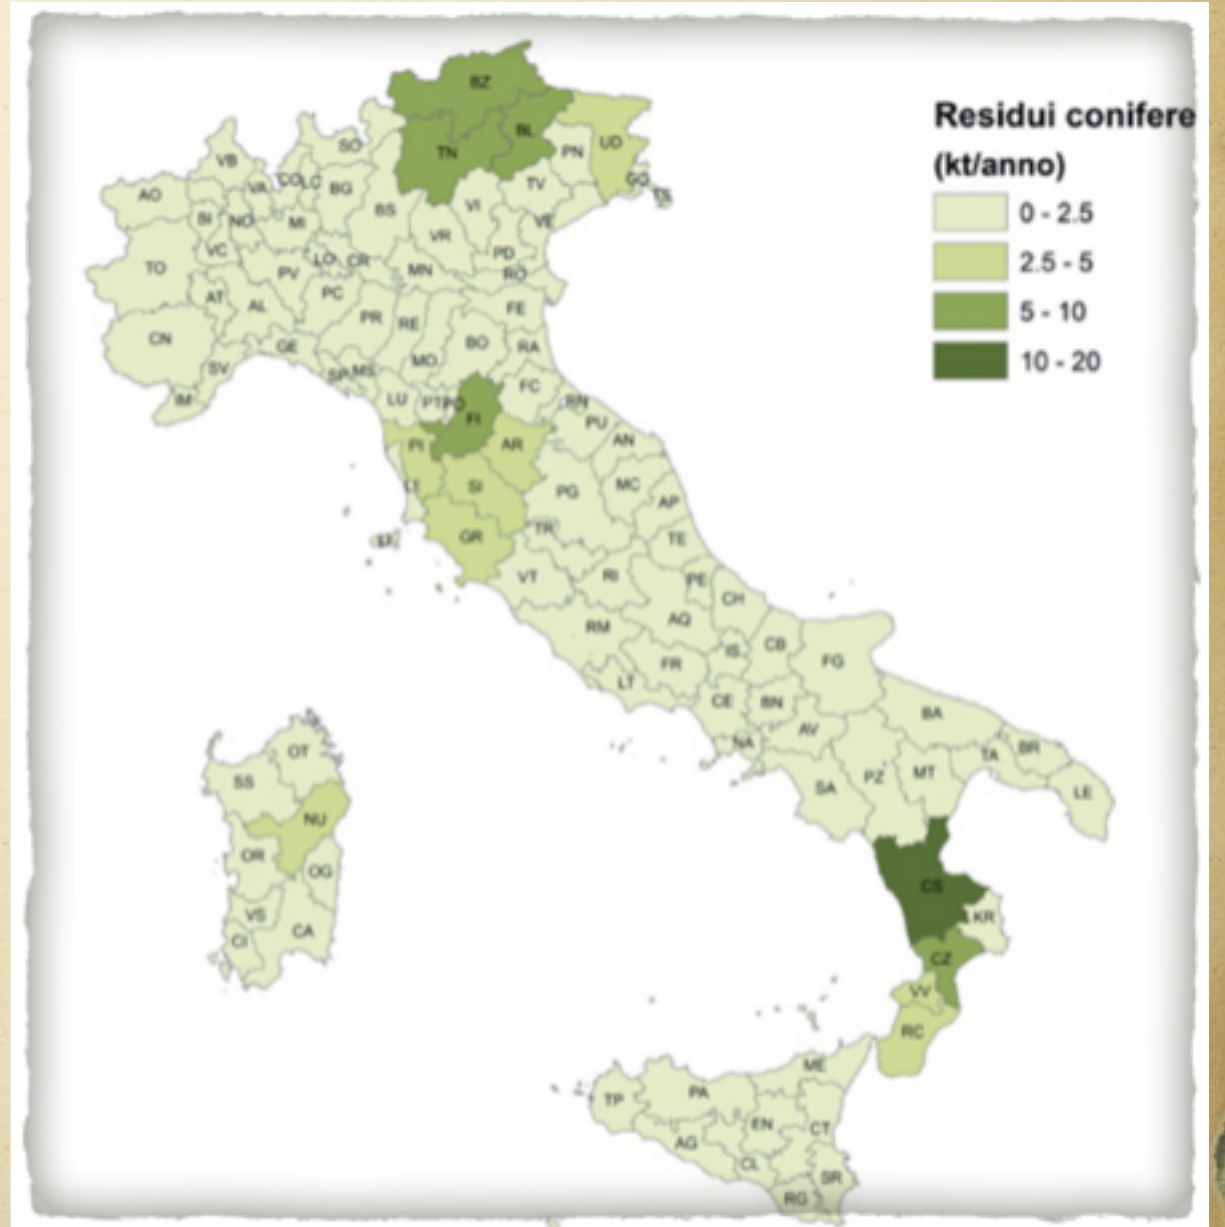 Residui conifere
(kt/anno)
0 - 2.5
2.5 - 5
5 - 10
10 - 20
BZ
BL
TN
UD
PN
SO
VB
VA
CO
LC
BG
TV
GO
TS
AO
BI
NO
MI
BS
VI
VE
VR
VC
LO
CR
PD
TO
PV
MN
RO
AT
AL
PC
PR
RE
FE
CN
GE
BO
RA
SV
SP
MS
MO
IM
LU
PT
PO
FC
RN
FI
PU
PI
AR
AN
LI
SI
PG
MC
AP
GR
TR
LI
TE
VT
RI
PE
CH
RM
AQ
IS
CB
FR
FG
LT
CE
BN
BA
AV
NA
OT
SS
SA
PZ
MT
TA
BR
LE
NU
OR
OG
CS
VS
KR
CI
CA
CZ
VV
RC
ME
TP
PA
EN
CT
AG
CL
SR
RG